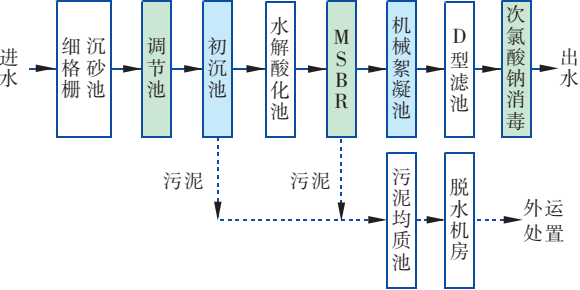 进水
细格栅
沉砂池
调节池
初沉池
水解酸化池
MSBR
机械絮凝池
D型滤池
次氯酸钠消毒
出水
污泥
污泥
污泥均质池
脱水机房
外运
处置